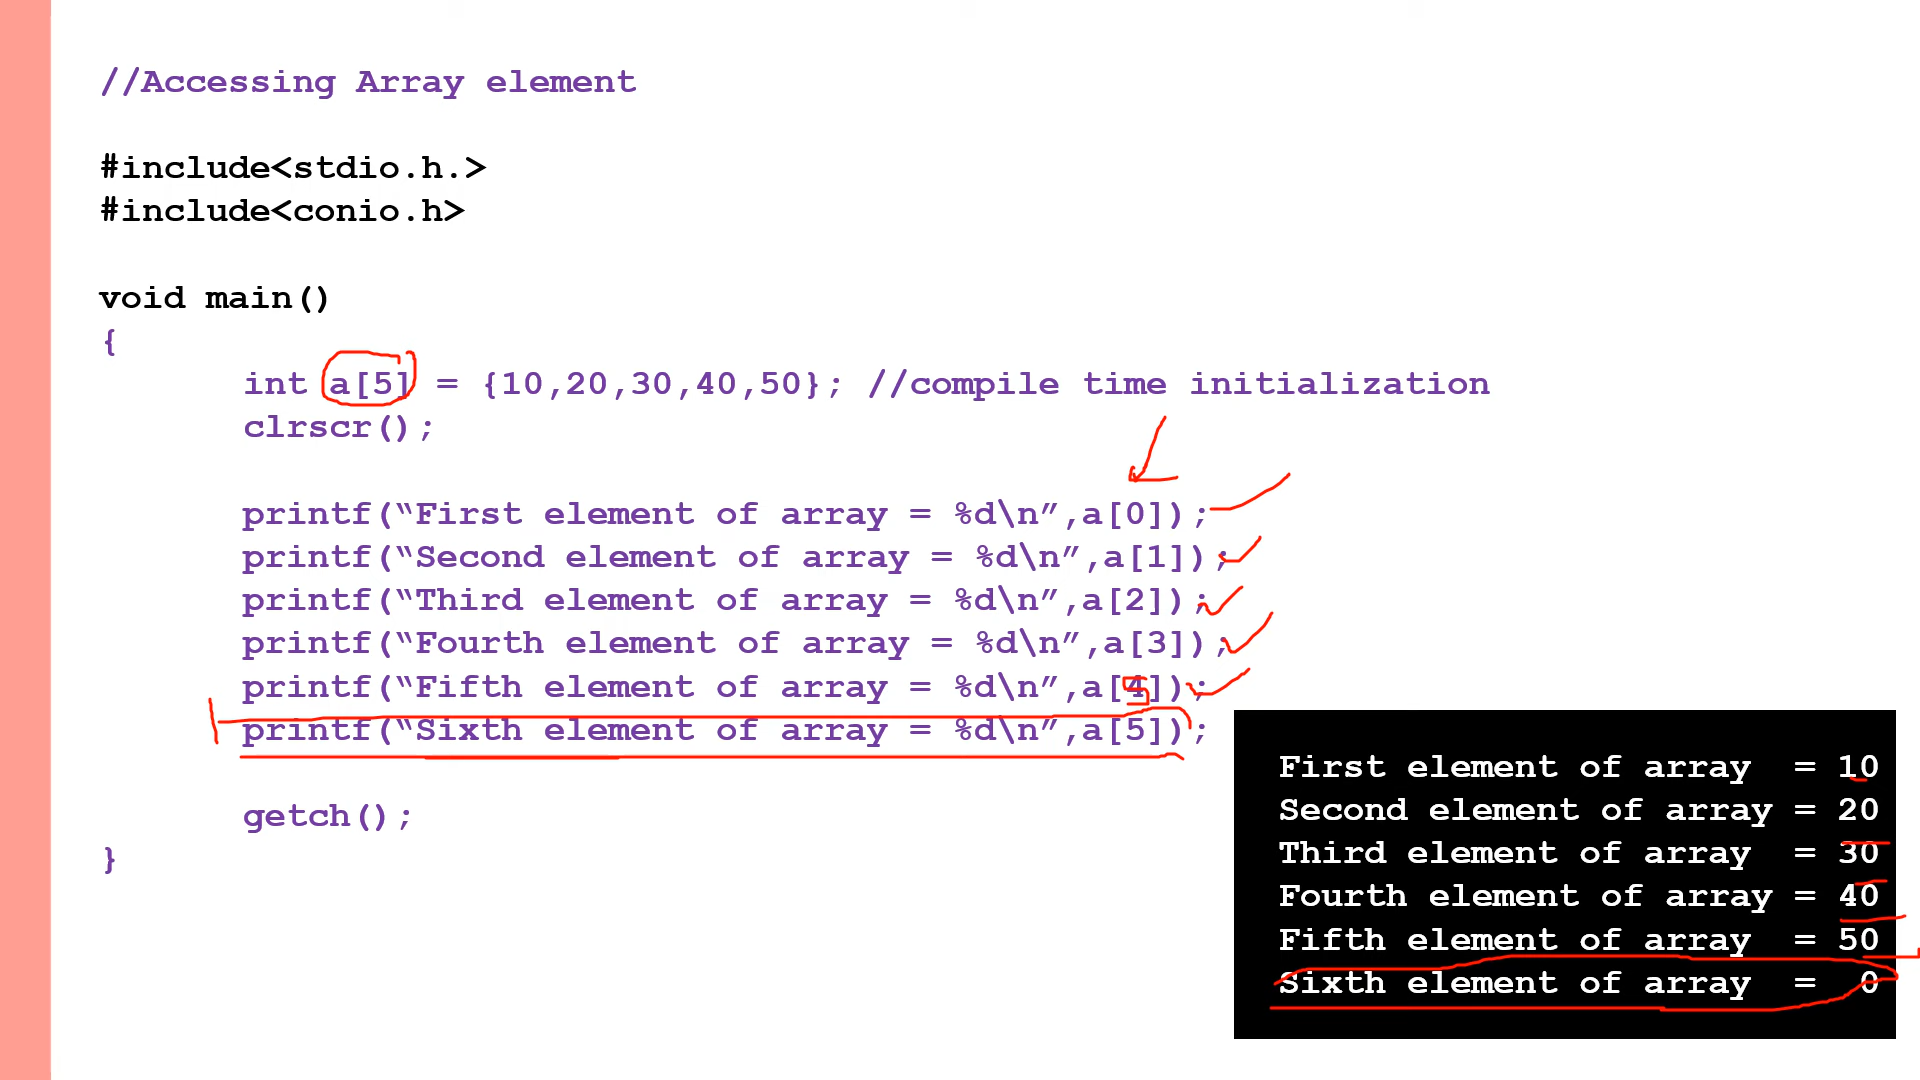 //Accessing Array element
#include<stdio.h.>
#include<conio.h>
void main()
{
int a[5] = {10,20,30,40,50}; //compile time initialization
clrscr();
printf(“First element of array = %d\n”,a[0]);
printf(“Second element of array = %d\n”,a[1]);
printf(“Third element of array = %d\n”,a[2]);
printf(“Fourth element of array = %d\n”,a[3]);
printf(“Fifth element of array = %d\n”,a[4]);
printf(“Sixth element of array = %d\n”,a[5]);
getch();
}
First element of array = 10
Second element of array = 20
Third element of array = 30
Fourth element of array = 40
Fifth element of array = 50
Sixth element of array = 0